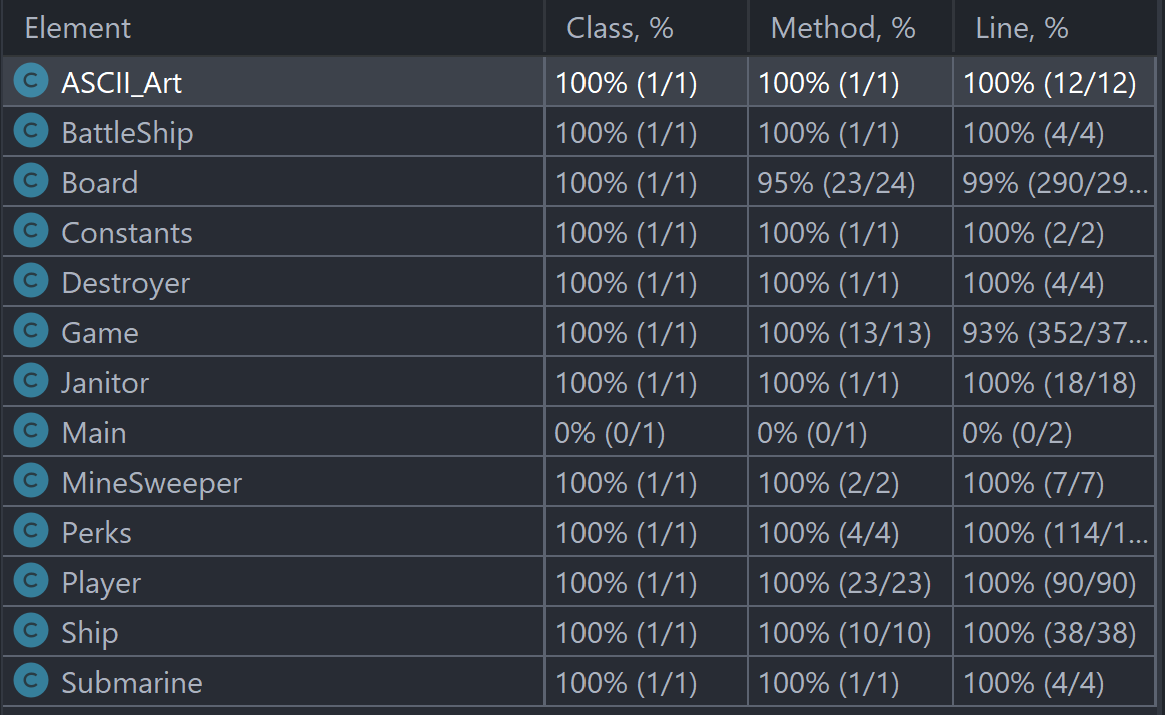 Element Class, % Method, % Line, %
C ASCII_Art 100% (1/1) 100% (1/1) 100% (12/12)
C BattleShip 100% (1/1) 100% (1/1) 100% (4/4)
C Board 100% (1/1) 95% (23/24) 99% (290/29...
C Constants 100% (1/1) 100% (1/1) 100% (2/2)
C Destroyer 100% (1/1) 100% (1/1) 100% (4/4)
C Game 100% (1/1) 100% (13/13) 93% (352/37...
C Janitor 100% (1/1) 100% (1/1) 100% (18/18)
C Main 0% (0/1) 0% (0/1) 0% (0/2)
C MineSweeper 100% (1/1) 100% (2/2) 100% (7/7)
C Perks 100% (1/1) 100% (4/4) 100% (114/1...
C Player 100% (1/1) 100% (23/23) 100% (90/90)
C Ship 100% (1/1) 100% (10/10) 100% (38/38)
C Submarine 100% (1/1) 100% (1/1) 100% (4/4)